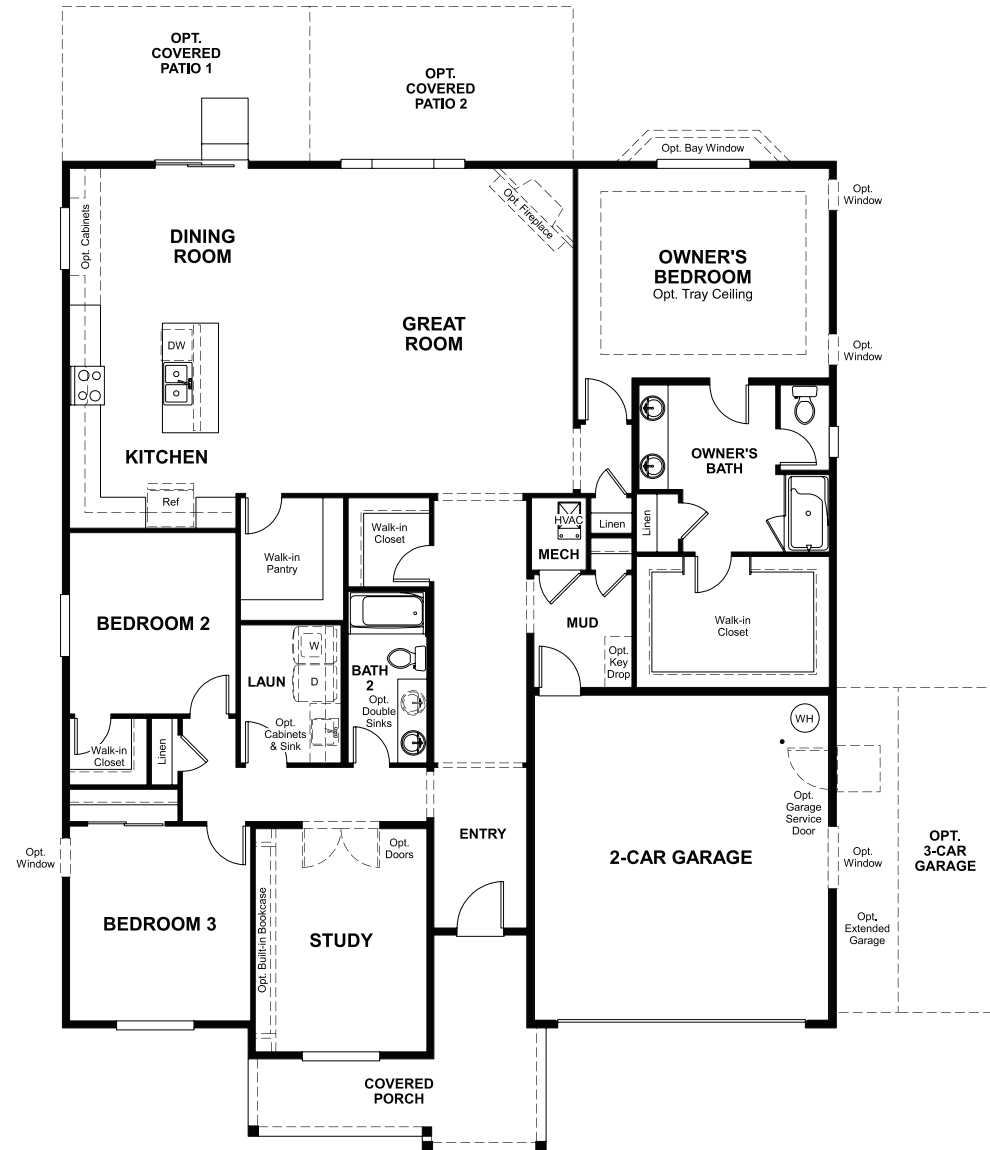 OPT.
COVERED
PATIO 1
OPT.
COVERED
PATIO 2
Opt. Bay Window
Opt.
Window
Opt. Cabinets
DINING
ROOM
Opt. Fireplace
OWNER'S
BEDROOM
Opt. Tray Ceiling
GREAT
ROOM
DW
Opt.
Window
KITCHEN
OWNER'S
BATH
Ref
Walk-in
Closet
HVAC
Linen
Linen
MECH
Walk-in
Pantry
BEDROOM 2
MUD
Walk-in
Closet
W
D
LAUN
BATH
2
Opt.
Double
Sinks
Opt.
Key
Drop
Opt.
Cabinets
& Sink
WH
Walk-in
Closet
Linen
Opt.
Garage
Service
Door
Opt.
Window
ENTRY
Opt.
Doors
2-CAR GARAGE
Opt.
Window
OPT.
3-CAR
GARAGE
BEDROOM 3
Opt. Built-in Bookcase
STUDY
Opt.
Extended
Garage
COVERED
PORCH